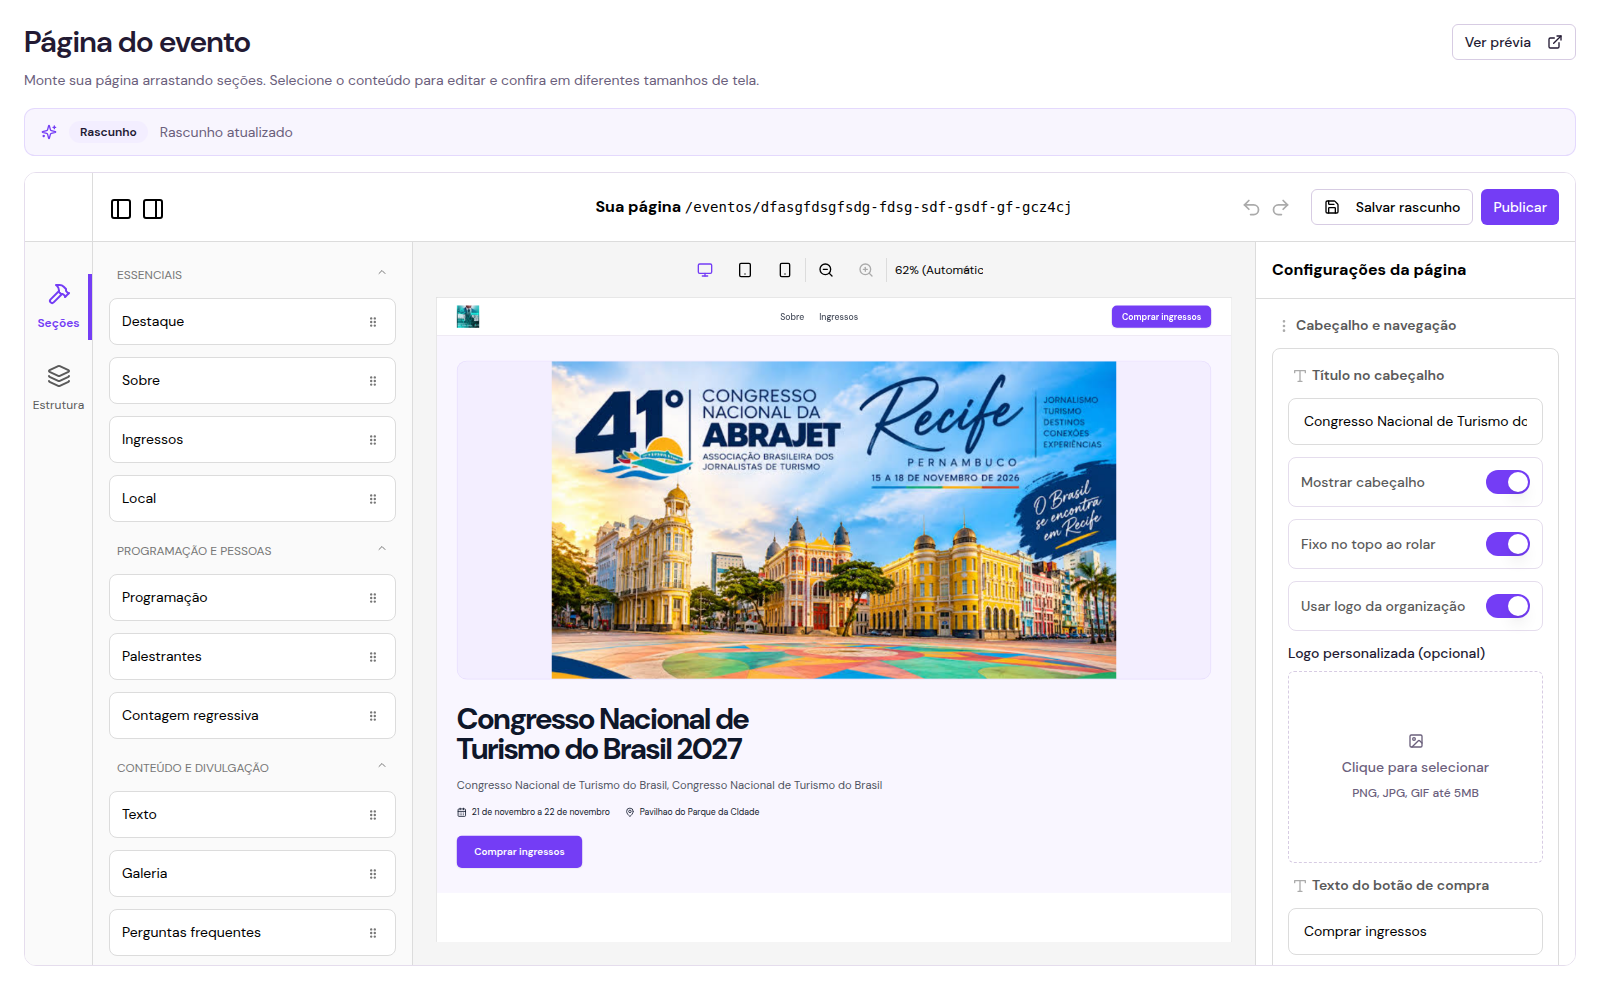 Página do evento
Ver prévia
Monte sua página arrastando seções. Selecione o conteúdo para editar e confira em diferentes tamanhos de tela.
Rascunho
Rascunho atualizado
Sua página /eventos/dfasgfdsgfsdg-fdsg-sdf-gsdf-gf-gcz4cj
Salvar rascunho
Publicar
Seções
Estrutura
ESSENCIAIS
Destaque
Sobre
Ingressos
Local
PROGRAMAÇÃO E PESSOAS
Programação
Palestrantes
Contagem regressiva
CONTEÚDO E DIVULGAÇÃO
Texto
Galeria
Perguntas frequentes
62% (Automátic
Sobre
Ingressos
Comprar ingressos
41º
CONGRESSO
NACIONAL DA
ABRAJET
ASSOCIAÇÃO BRASILEIRA DOS
JORNALISTAS DE TURISMO
Recife
PERNAMBUCO
15 A 18 DE NOVEMBRO DE 2026
JORNALISMO
TURISMO
DESTINOS
CONEXÕES
EXPERIÊNCIAS
O Brasil
se encontra
em Recife
Congresso Nacional de
Turismo do Brasil 2027
Congresso Nacional de Turismo do Brasil, Congresso Nacional de Turismo do Brasil
21 de novembro a 22 de novembro
Pavilhao do Parque da CIdade
Comprar ingressos
Configurações da página
Cabeçalho e navegação
Título no cabeçalho
Congresso Nacional de Turismo dc
Mostrar cabeçalho
Fixo no topo ao rolar
Usar logo da organização
Logo personalizada (opcional)
Clique para selecionar
PNG, JPG, GIF até 5MB
Texto do botão de compra
Comprar ingressos